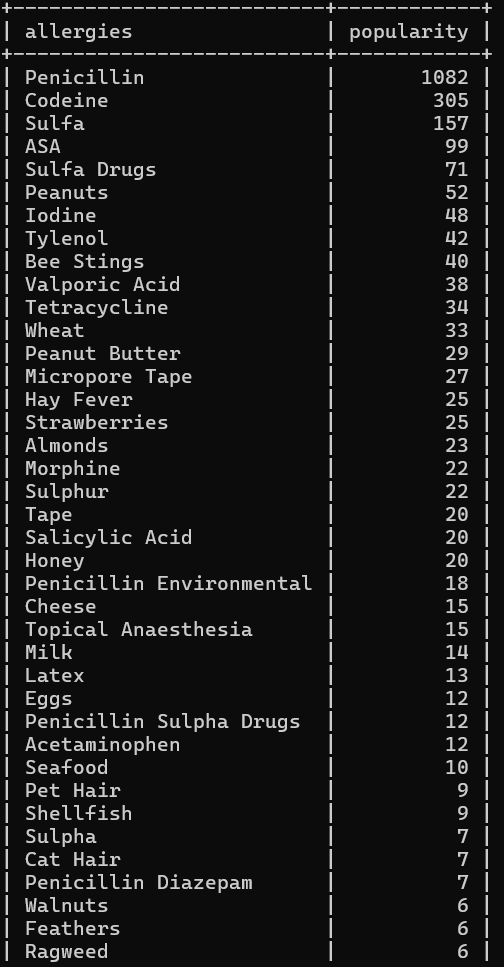 +--------------------------+------------+
| allergies                | popularity |
+--------------------------+------------+
| Penicillin               |       1082 |
| Codeine                  |        305 |
| Sulfa                    |        157 |
| ASA                      |         99 |
| Sulfa Drugs              |         71 |
| Peanuts                  |         52 |
| Iodine                   |         48 |
| Tylenol                  |         42 |
| Bee Stings               |         40 |
| Valporic Acid            |         38 |
| Tetracycline             |         34 |
| Wheat                    |         33 |
| Peanut Butter            |         29 |
| Micropore Tape           |         27 |
| Hay Fever                |         25 |
| Strawberries             |         25 |
| Almonds                  |         23 |
| Morphine                 |         22 |
| Sulphur                  |         22 |
| Tape                     |         20 |
| Salicylic Acid           |         20 |
| Honey                    |         20 |
| Penicillin Environmental |         18 |
| Cheese                   |         15 |
| Topical Anaesthesia      |         15 |
| Milk                     |         14 |
| Latex                    |         13 |
| Eggs                     |         12 |
| Penicillin Sulpha Drugs  |         12 |
| Acetaminophen            |         12 |
| Seafood                  |         10 |
| Pet Hair                 |          9 |
| Shellfish                |          9 |
| Sulpha                   |          7 |
| Cat Hair                 |          7 |
| Penicillin Diazepam      |          7 |
| Walnuts                  |          6 |
| Feathers                 |          6 |
| Ragweed                  |          6 |